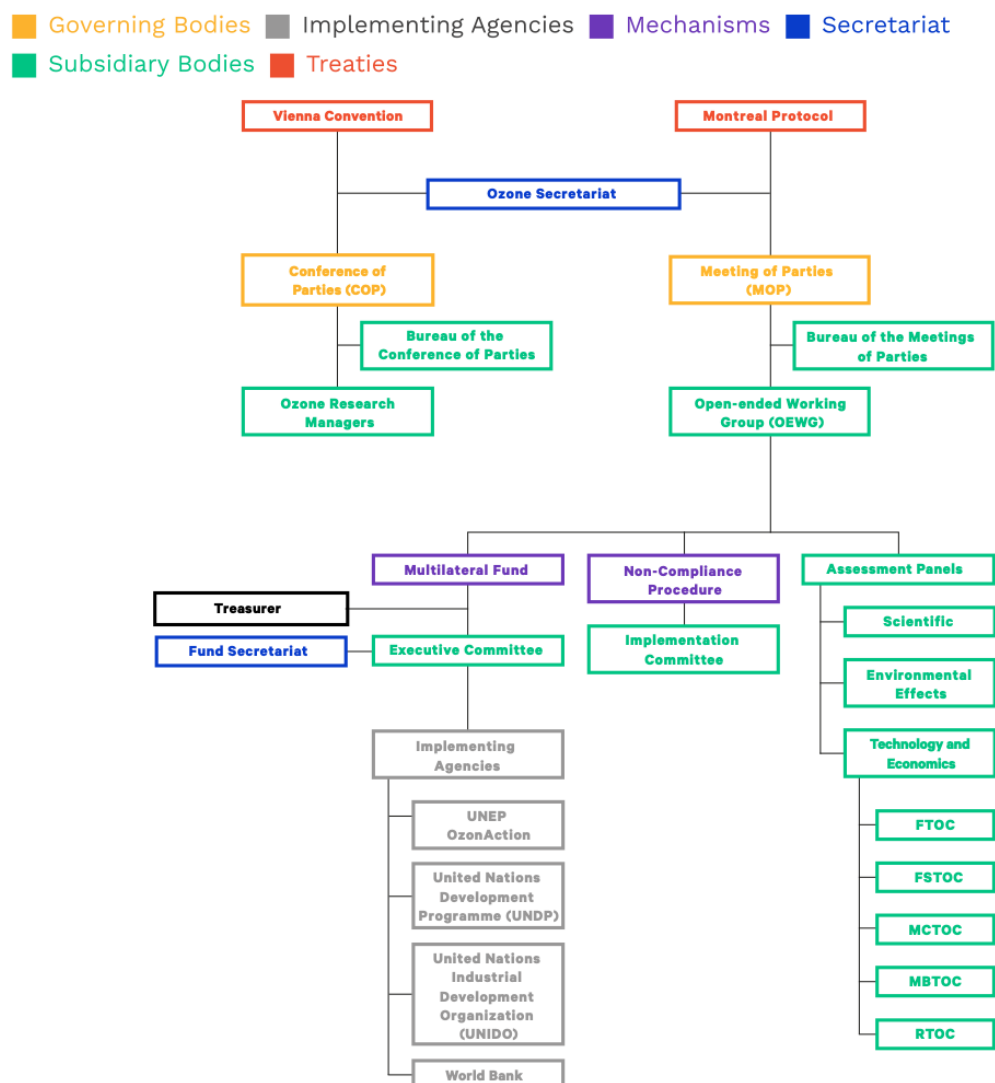 Governing Bodies Implementing Agencies Mechanisms Secretariat
Subsidiary Bodies Treaties
Vienna Convention
Montreal Protocol
Ozone Secretariat
Conference of
Parties (COP)
Meeting of Parties
(MOP)
Bureau of the
Conference of Parties
Bureau of the Meetings
of Parties
Ozone Research
Managers
Open-ended Working
Group (OEWG)
Multilateral Fund
Non-Compliance
Procedure
Assessment Panels
Treasurer
Scientific
Fund Secretariat
Executive Committee
Implementation
Committee
Environmental
Effects
Implementing
Agencies
Technology and
Economics
UNEP
OzonAction
FTOC
United Nations
Development
Programme (UNDP)
FSTOC
MCTOC
United Nations
Industrial
Development
Organization
(UNIDO)
MBTOC
RTOC
World Bank